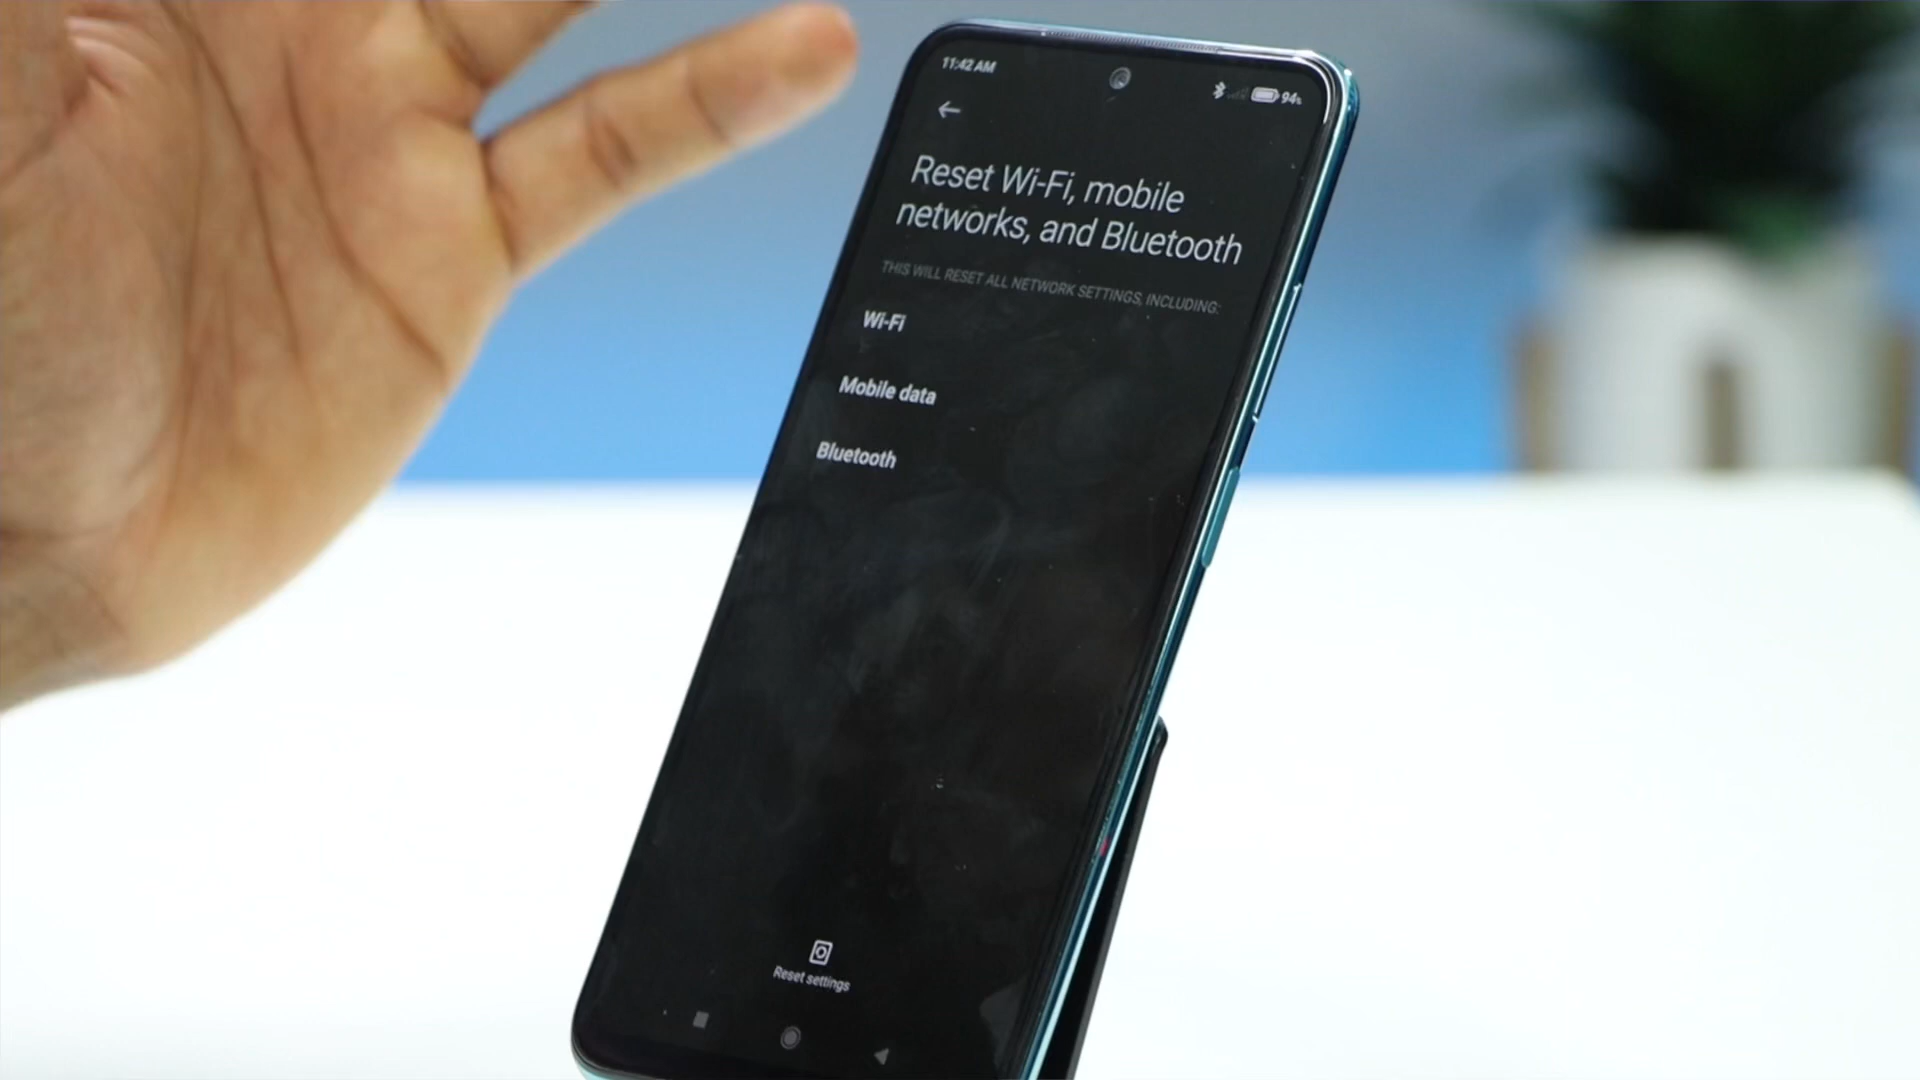 11:42 AM
94%
Reset Wi-Fi, mobile
networks, and Bluetooth
THIS WILL RESET ALL NETWORK SETTINGS, INCLUDING:
Wi-Fi
Mobile data
Bluetooth
Reset settings